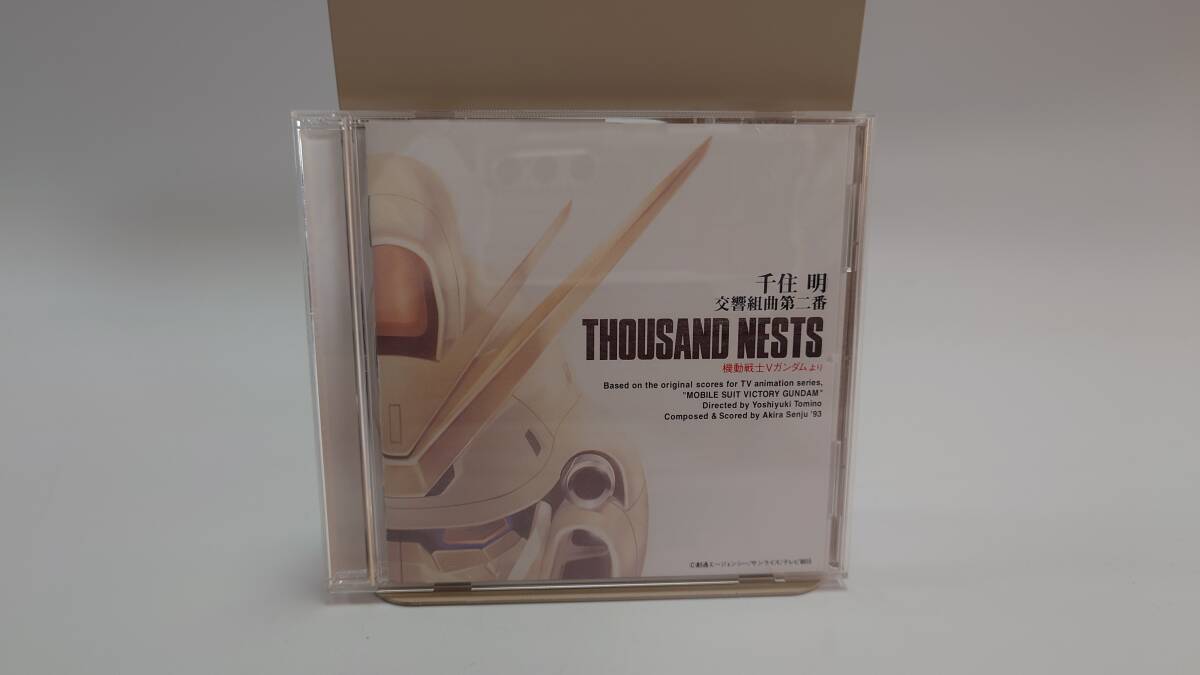 千住 明
交響組曲第二番
THOUSAND NESTS
機動戦士Vガンダムより
Based on the original scores for TV animation series,
"MOBILE SUIT VICTORY GUNDAM"
Directed by Yoshiyuki Tomino
Composed & Scored by Akira Senju '93
©創通エージェンシー/サンライズ/テレビ朝日